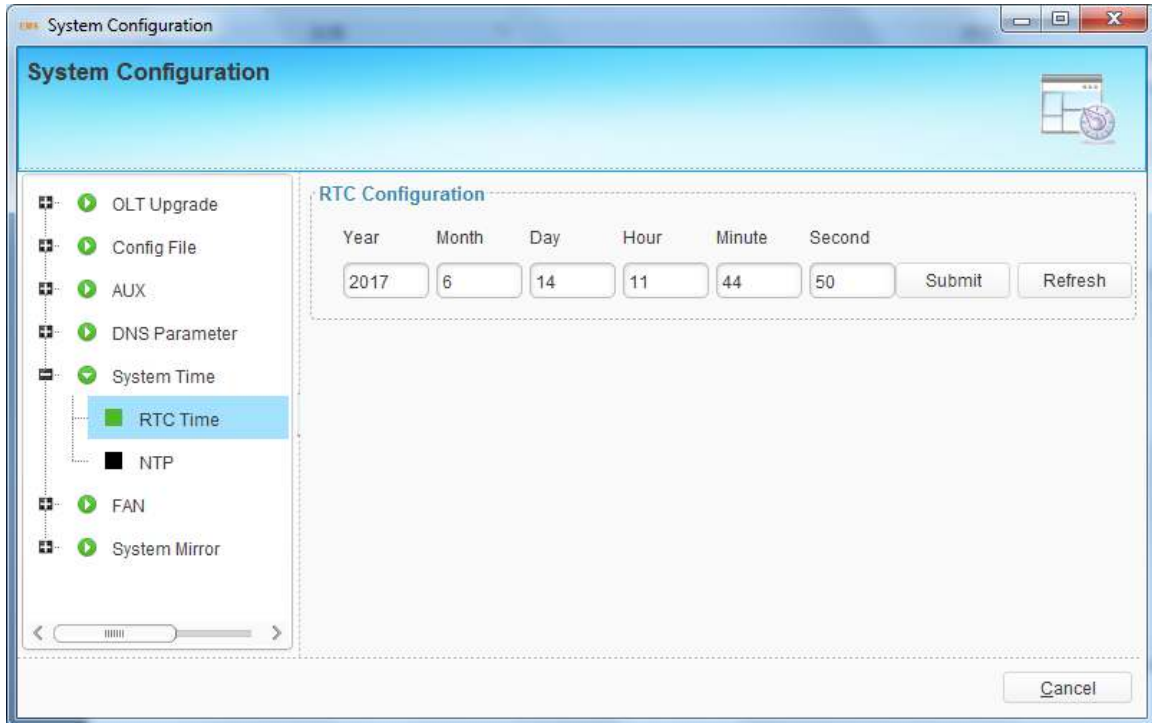 EMS System Configuration
System Configuration
OLT Upgrade
Config File
AUX
DNS Parameter
System Time
RTC Time
NTP
FAN
System Mirror
RTC Configuration
Year Month Day Hour Minute Second
2017 6 14 11 44 50 Submit Refresh
Cancel